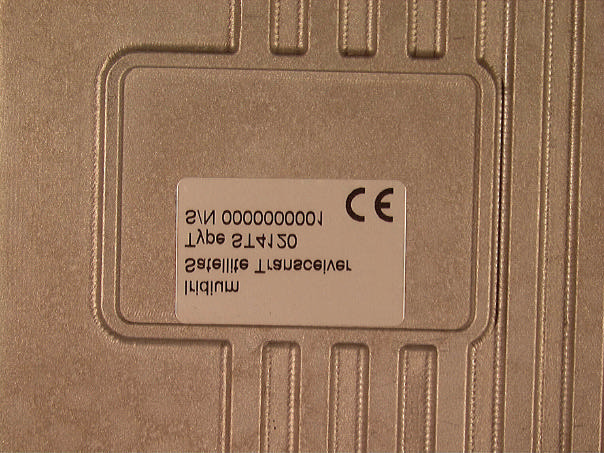 Iridium
Satellite Transceiver
Type ST4120
S/N 0000000001
CE